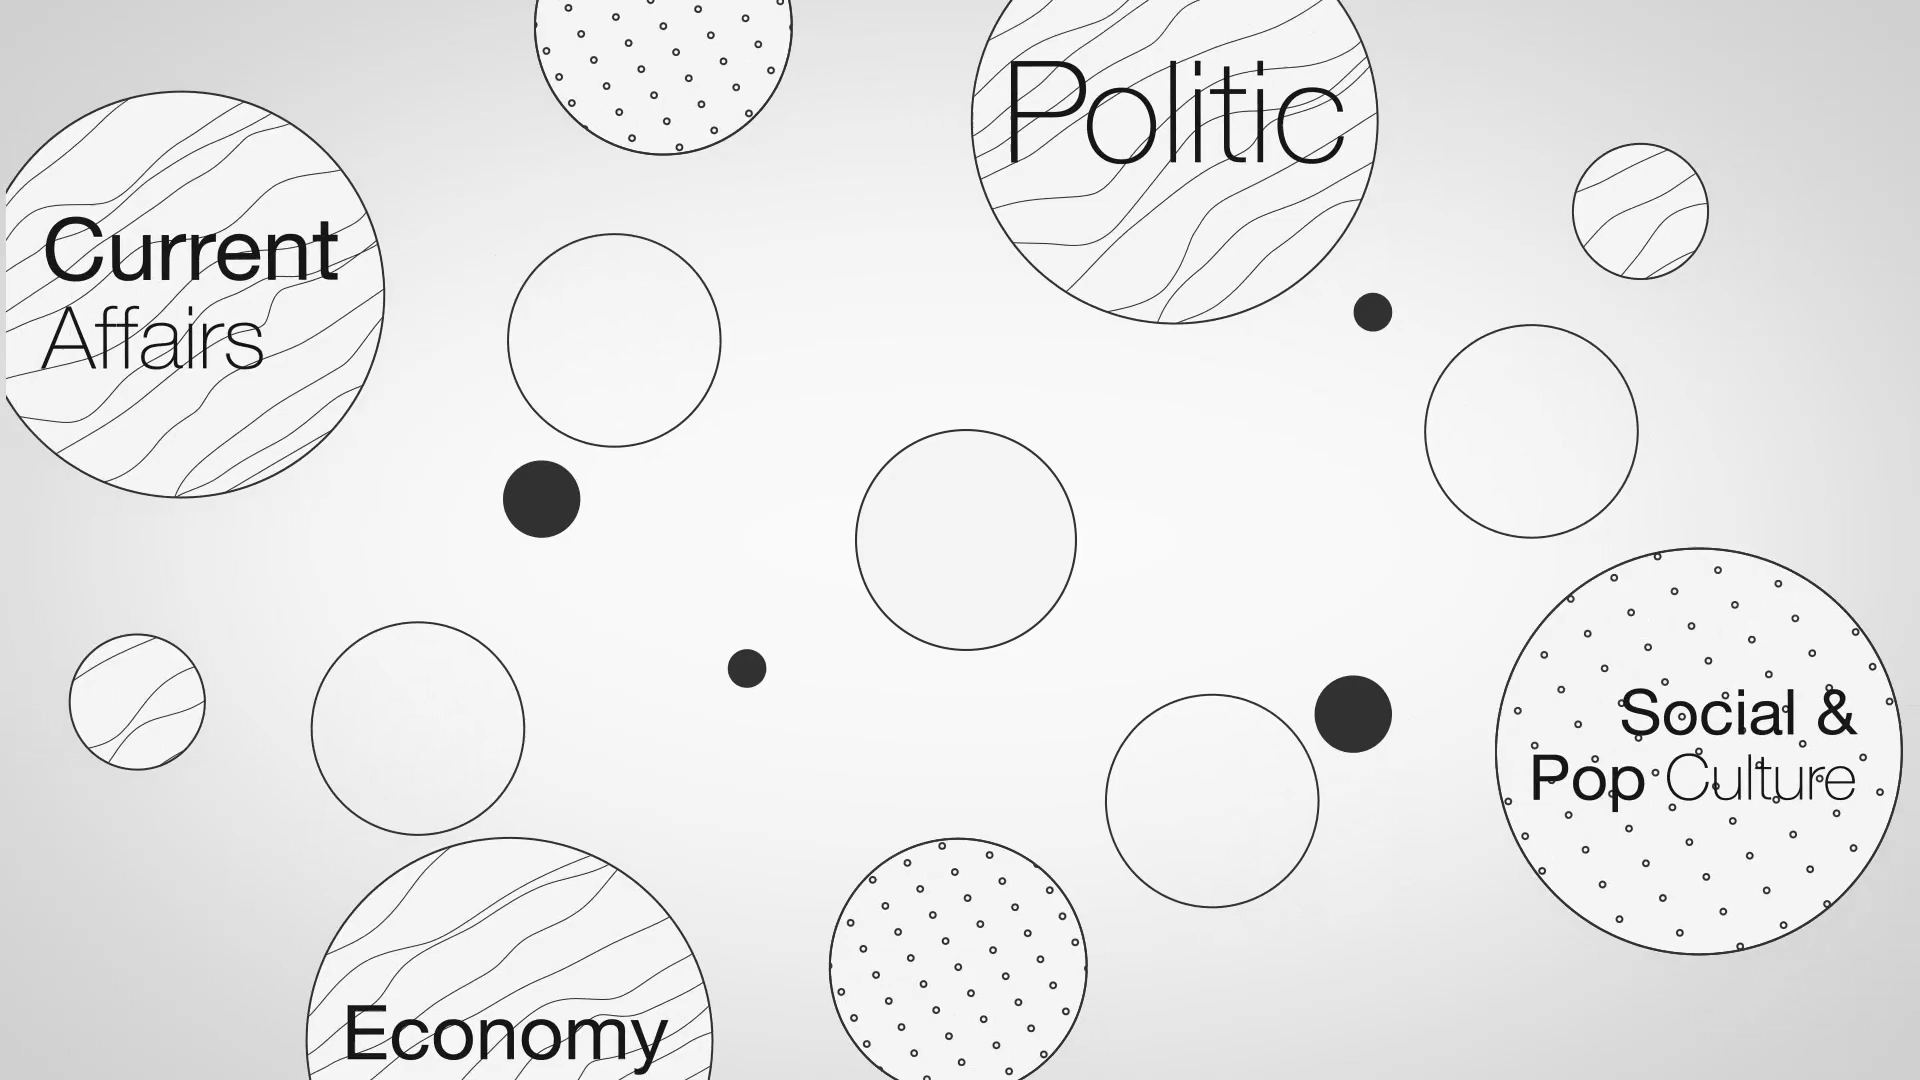 Politic
Current
Affairs
Social &
Pop Culture
Economy